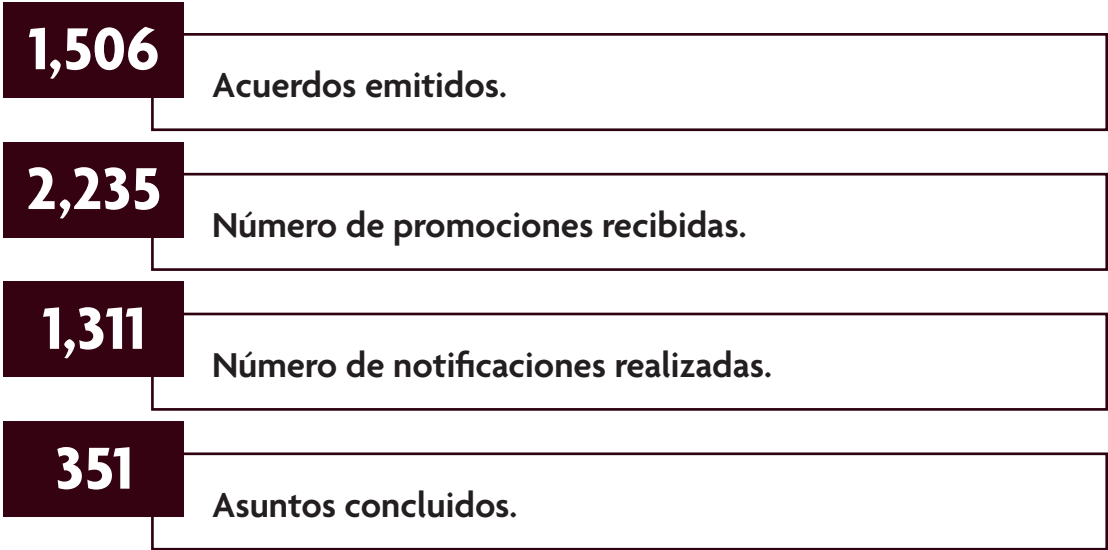 1,506
Acuerdos emitidos.
2,235
Número de promociones recibidas.
1,311
Número de notificaciones realizadas.
351
Asuntos concluidos.